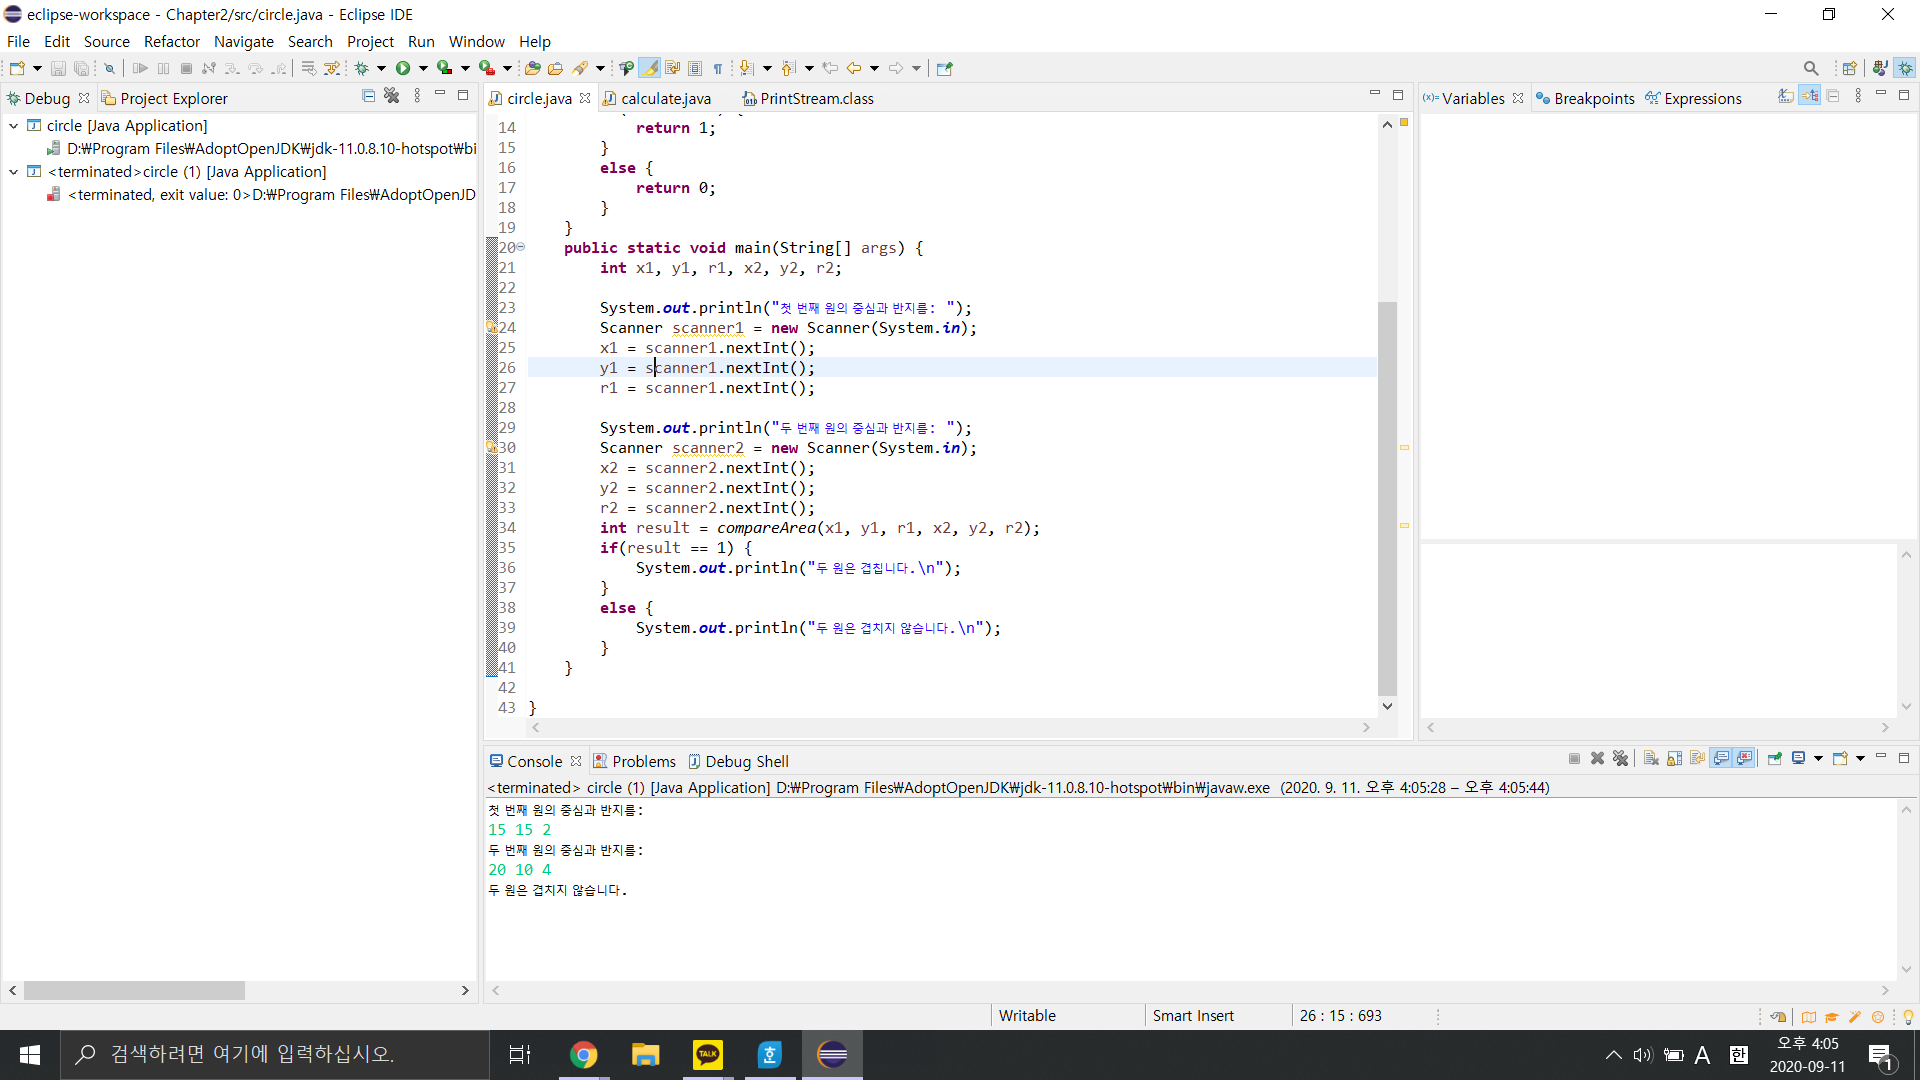 eclipse-workspace - Chapter2/src/circle.java - Eclipse IDE
File Edit Source Refactor Navigate Search Project Run Window Help
Debug Project Explorer
circle [Java Application]
D:₩Program Files₩AdoptOpenJDK₩jdk-11.0.8.10-hotspot₩bi
<terminated>circle (1) [Java Application]
<terminated, exit value: 0>D:₩Program Files₩AdoptOpenJD
circle.java calculate.java PrintStream.class
14 return 1;
15 }
16 else {
17 return 0;
18 }
19 }
20 public static void main(String[] args) {
21 int x1, y1, r1, x2, y2, r2;
22
23 System.out.println("첫 번째 원의 중심과 반지름: ");
24 Scanner scanner1 = new Scanner(System.in);
25 x1 = scanner1.nextInt();
26 y1 = scanner1.nextInt();
27 r1 = scanner1.nextInt();
28
29 System.out.println("두 번째 원의 중심과 반지름: ");
30 Scanner scanner2 = new Scanner(System.in);
31 x2 = scanner2.nextInt();
32 y2 = scanner2.nextInt();
33 r2 = scanner2.nextInt();
34 int result = compareArea(x1, y1, r1, x2, y2, r2);
35 if(result == 1) {
36 System.out.println("두 원은 겹칩니다.\n");
37 }
38 else {
39 System.out.println("두 원은 겹치지 않습니다.\n");
40 }
41 }
42
43 }
(x)= Variables Breakpoints Expressions
Console Problems Debug Shell
<terminated> circle (1) [Java Application] D:₩Program Files₩AdoptOpenJDK₩jdk-11.0.8.10-hotspot₩bin₩javaw.exe (2020. 9. 11. 오후 4:05:28 – 오후 4:05:44)
첫 번째 원의 중심과 반지름:
15 15 2
두 번째 원의 중심과 반지름:
20 10 4
두 원은 겹치지 않습니다.
Writable Smart Insert 26 : 15 : 693
검색하려면 여기에 입력하십시오.
TALK
호
A 한
오후 4:05
2020-09-11
1